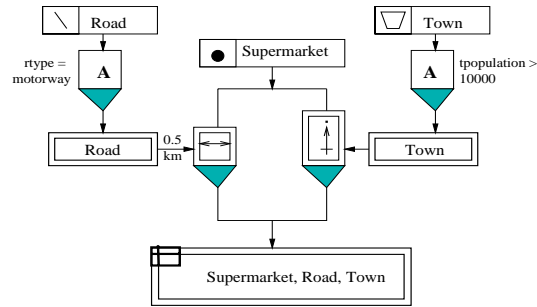 Road
Town
Supermarket
rtype =
motorway
A
A
tpopulation >
10000
Road
0.5
km
Town
Supermarket, Road, Town